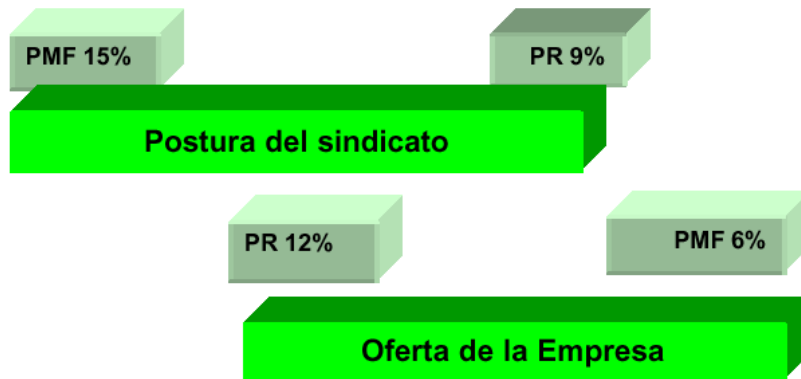 PMF 15%
PR 9%
Postura del sindicato
PR 12%
PMF 6%
Oferta de la Empresa